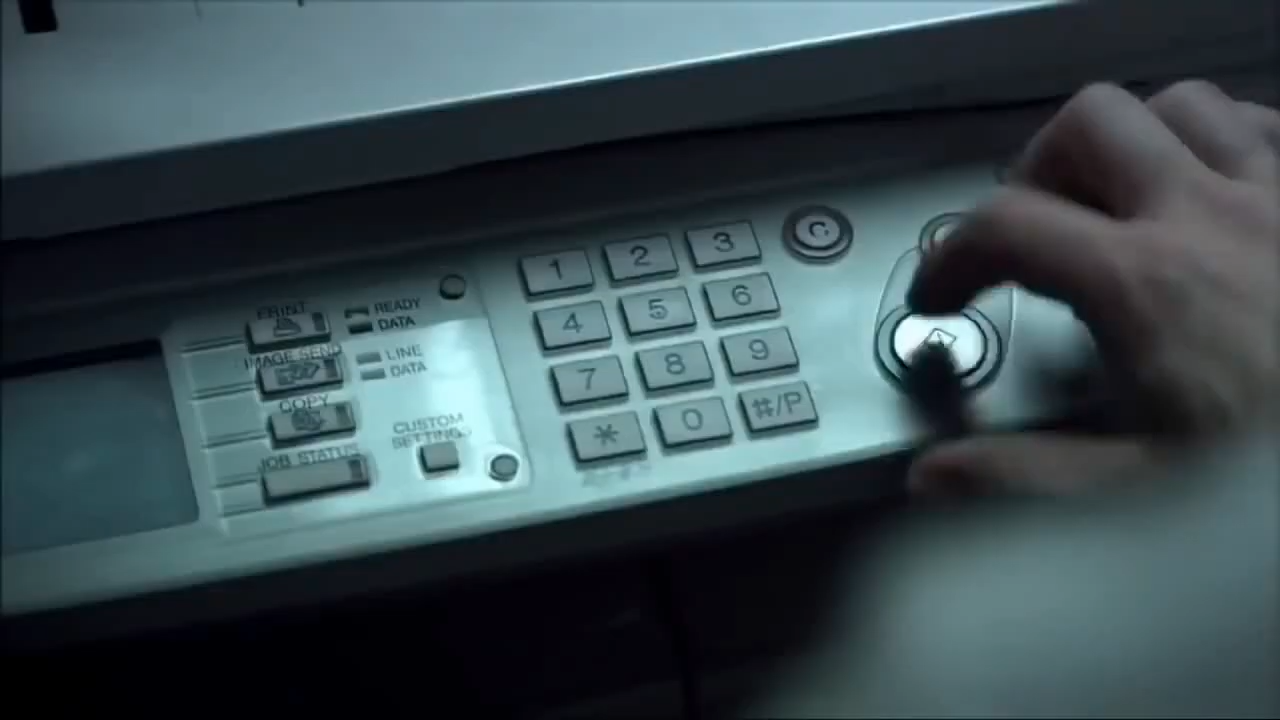 PRINT
READY
DATA
IMAGE SEND
LINE
DATA
COPY
CUSTOM
SETTINGS
JOB STATUS
1 2 3
4 5 6
7 8 9
* 0 #/P
C